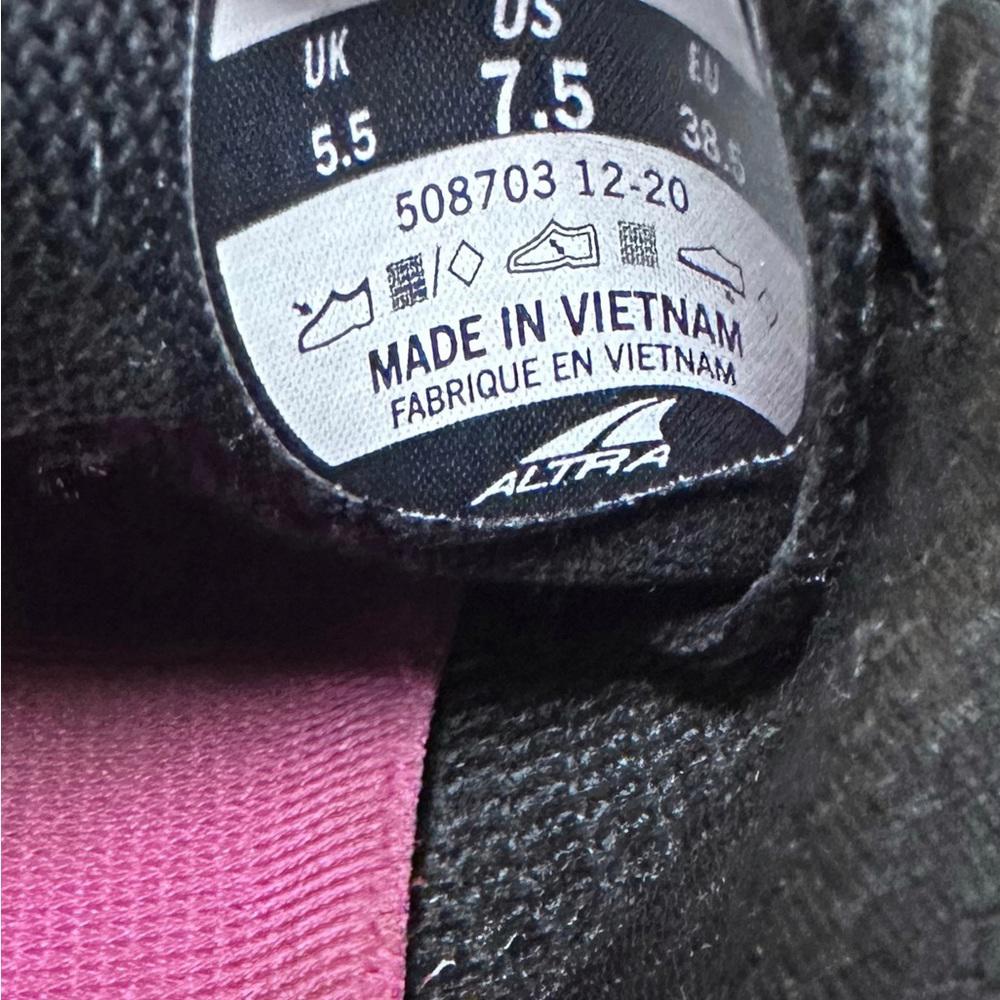 UK US EU
5.5 7.5 38.5
508703 12-20
MADE IN VIETNAM
FABRIQUE EN VIETNAM
ALTRA